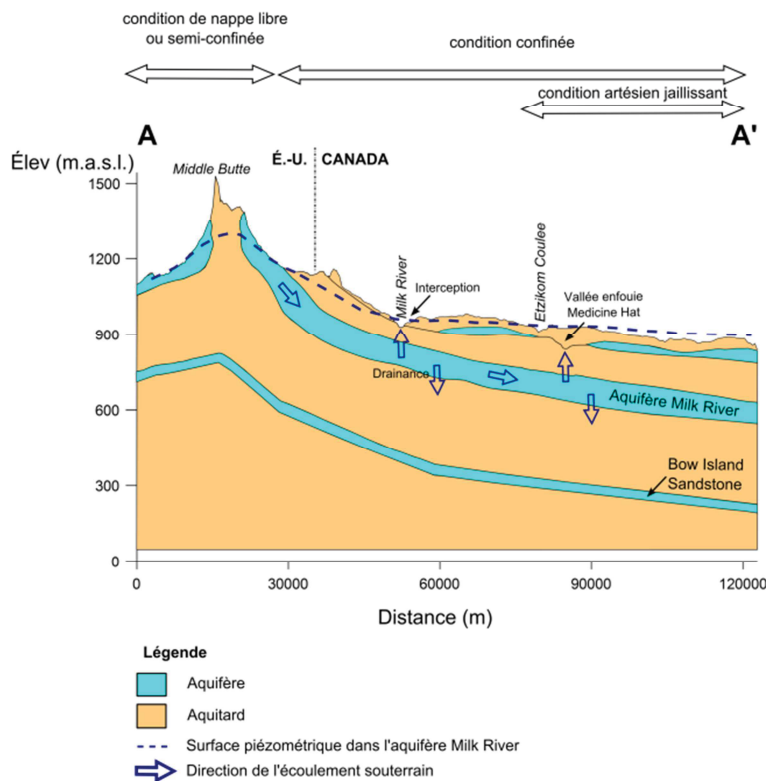 condition de nappe libre
ou semi-confinée
condition confinée
condition artésien jaillissant
A
A'
Élev (m.a.s.l.)
Middle Butte
É.-U.
CANADA
1500
1200
900
600
300
0
Milk River
Interception
Etzikom Coulee
Vallée enfouie
Medicine Hat
Drainance
Aquifère Milk River
Bow Island
Sandstone
0
30000
60000
90000
120000
Distance (m)
Légende
Aquifère
Aquitard
Surface piézométrique dans l'aquifère Milk River
Direction de l'écoulement souterrain